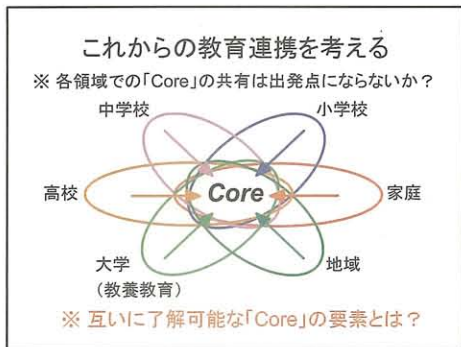 これからの教育連携を考える
※ 各領域での「Core」の共有は出発点にならないか？
中学校
小学校
高校
Core
家庭
大学
（教養教育）
地域
※ 互いに了解可能な「Core」の要素とは？